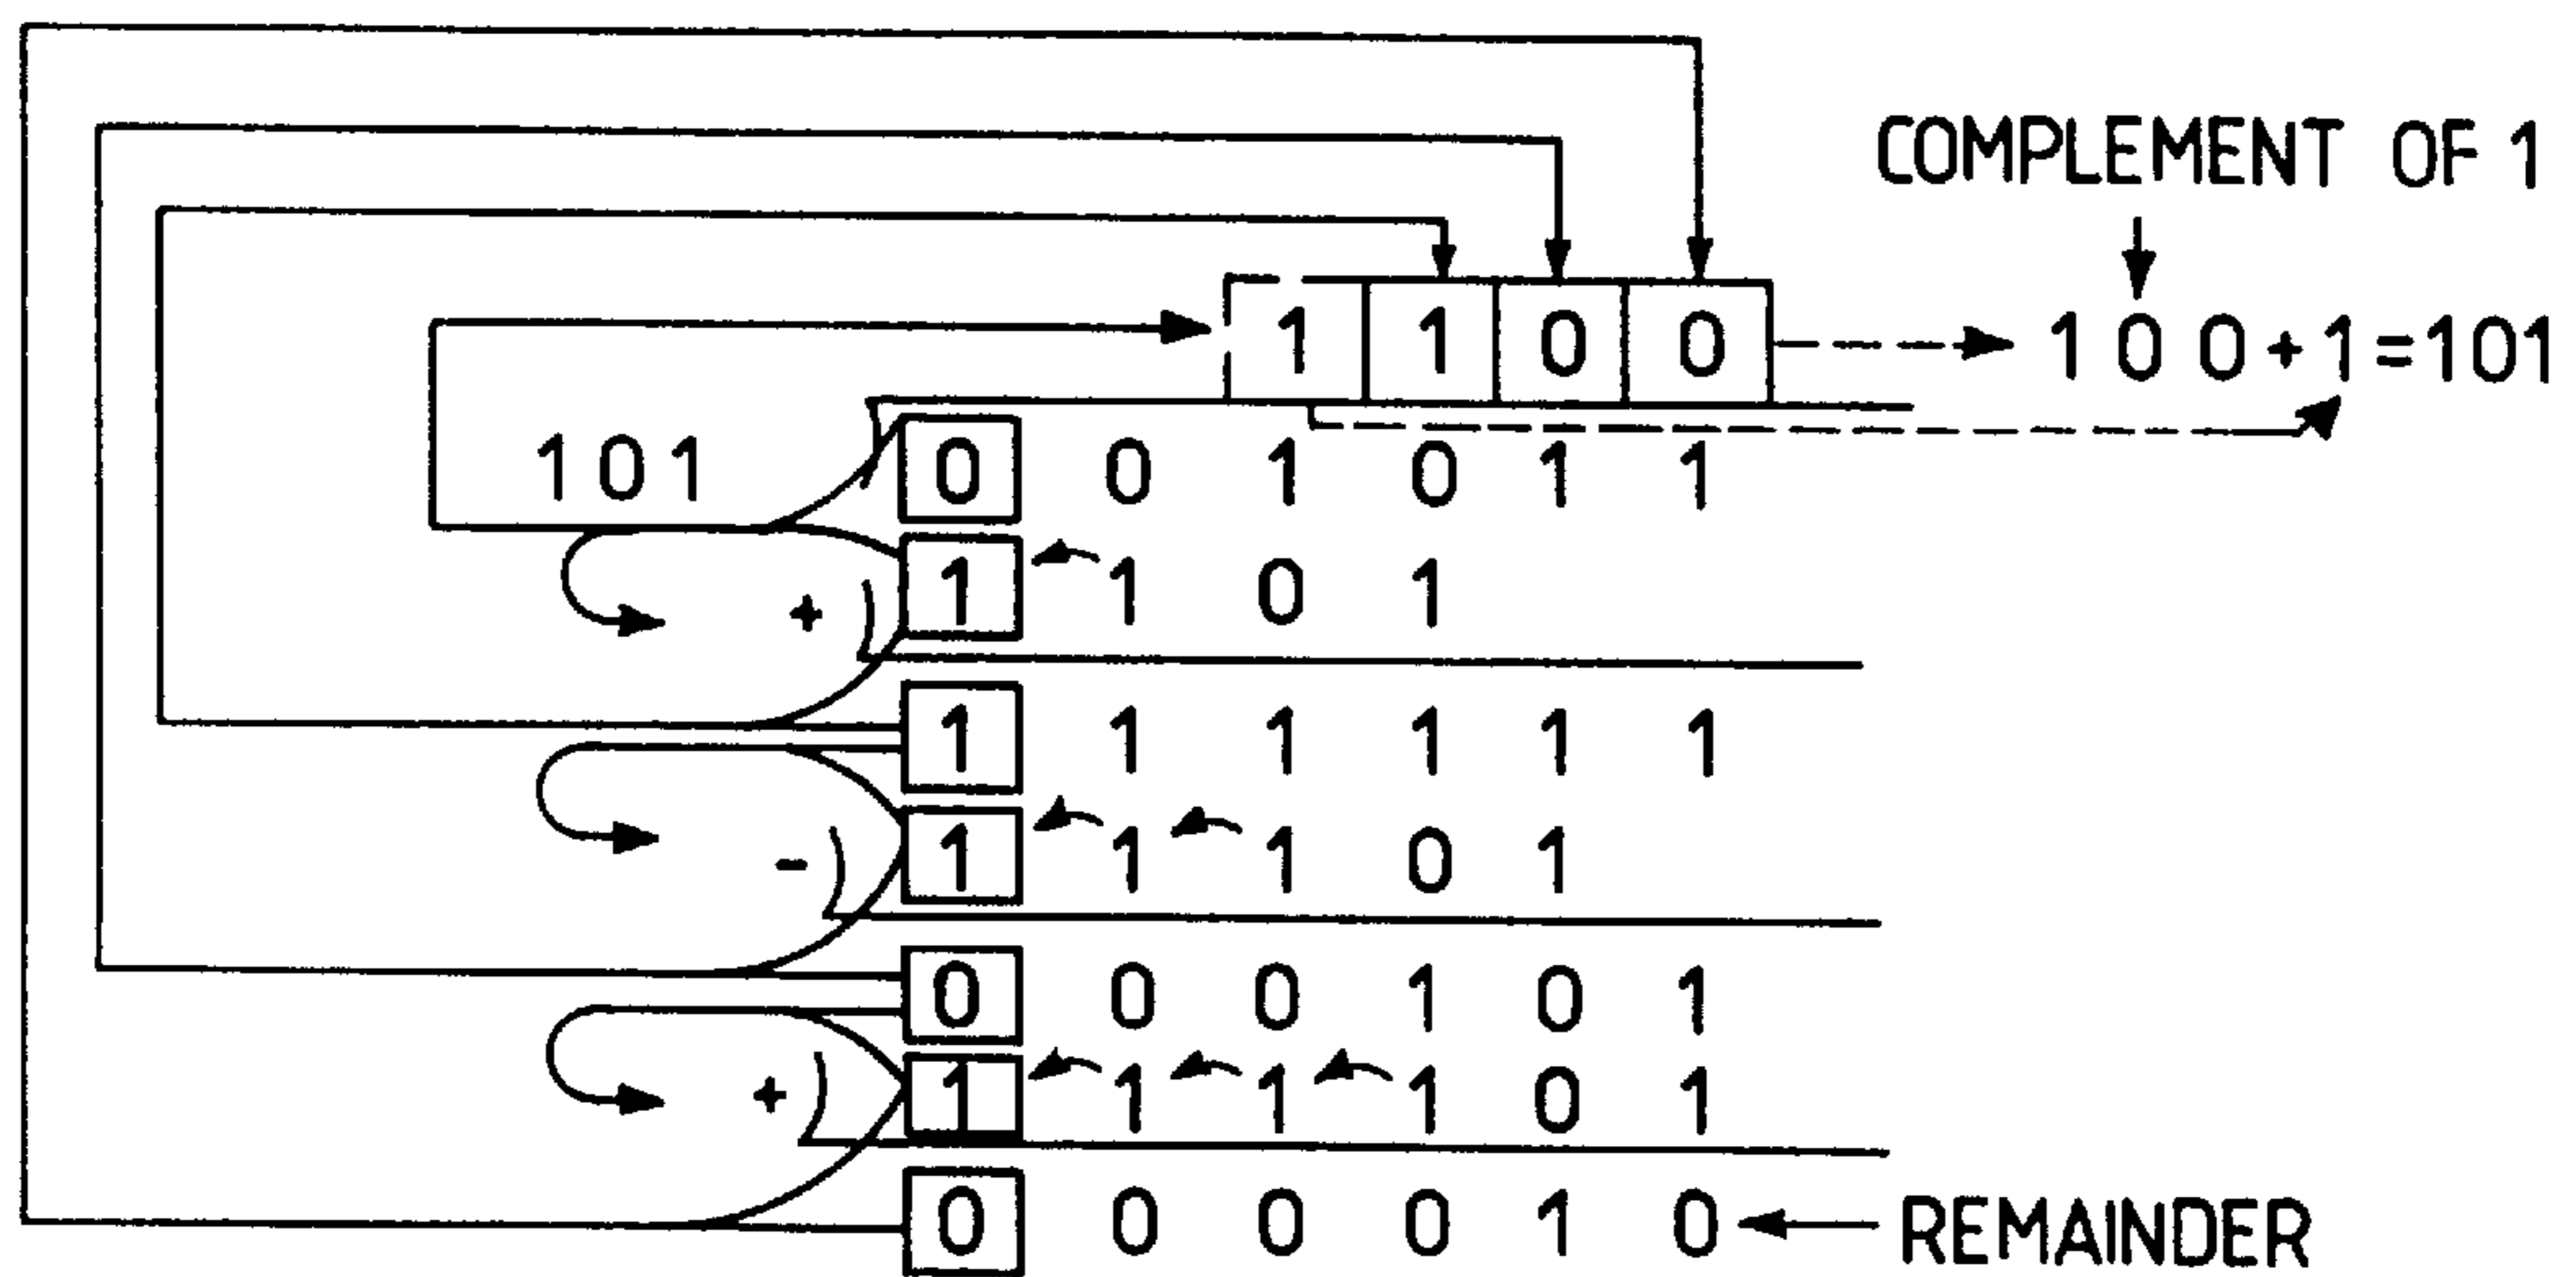 COMPLEMENT OF 1
1 1 0 0 1 0 0 + 1 = 101
101 0 0 1 0 1 1
+ 1 1 0 1
1 1 1 1 1 1
- 1 1 1 0 1
0 0 0 1 0 1
+ 1 1 1 1 0 1
0 0 0 0 1 0 REMAINDER